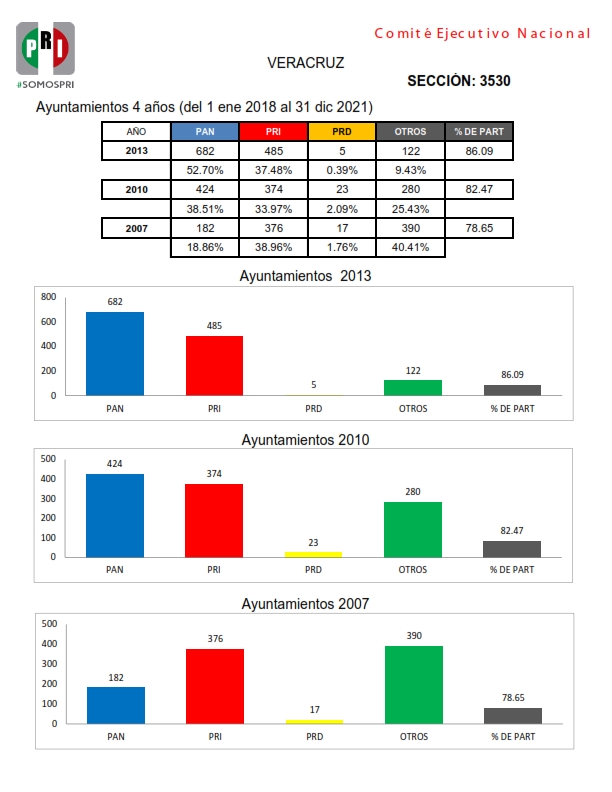 Comité Ejecutivo Nacional
PRI
#SOMOSPRI
VERACRUZ
SECCIÓN: 3530
Ayuntamientos 4 años (del 1 ene 2018 al 31 dic 2021)
AÑO PAN PRI PRD OTROS % DE PART
2013 682 485 5 122 86.09
52.70% 37.48% 0.39% 9.43%
2010 424 374 23 280 82.47
38.51% 33.97% 2.09% 25.43%
2007 182 376 17 390 78.65
18.86% 38.96% 1.76% 40.41%
Ayuntamientos 2013
800
600
400
200
0
682
485
5
122
86.09
PAN PRI PRD OTROS % DE PART
Ayuntamientos 2010
500
400
300
200
100
0
424
374
23
280
82.47
PAN PRI PRD OTROS % DE PART
Ayuntamientos 2007
500
400
300
200
100
0
182
376
17
390
78.65
PAN PRI PRD OTROS % DE PART